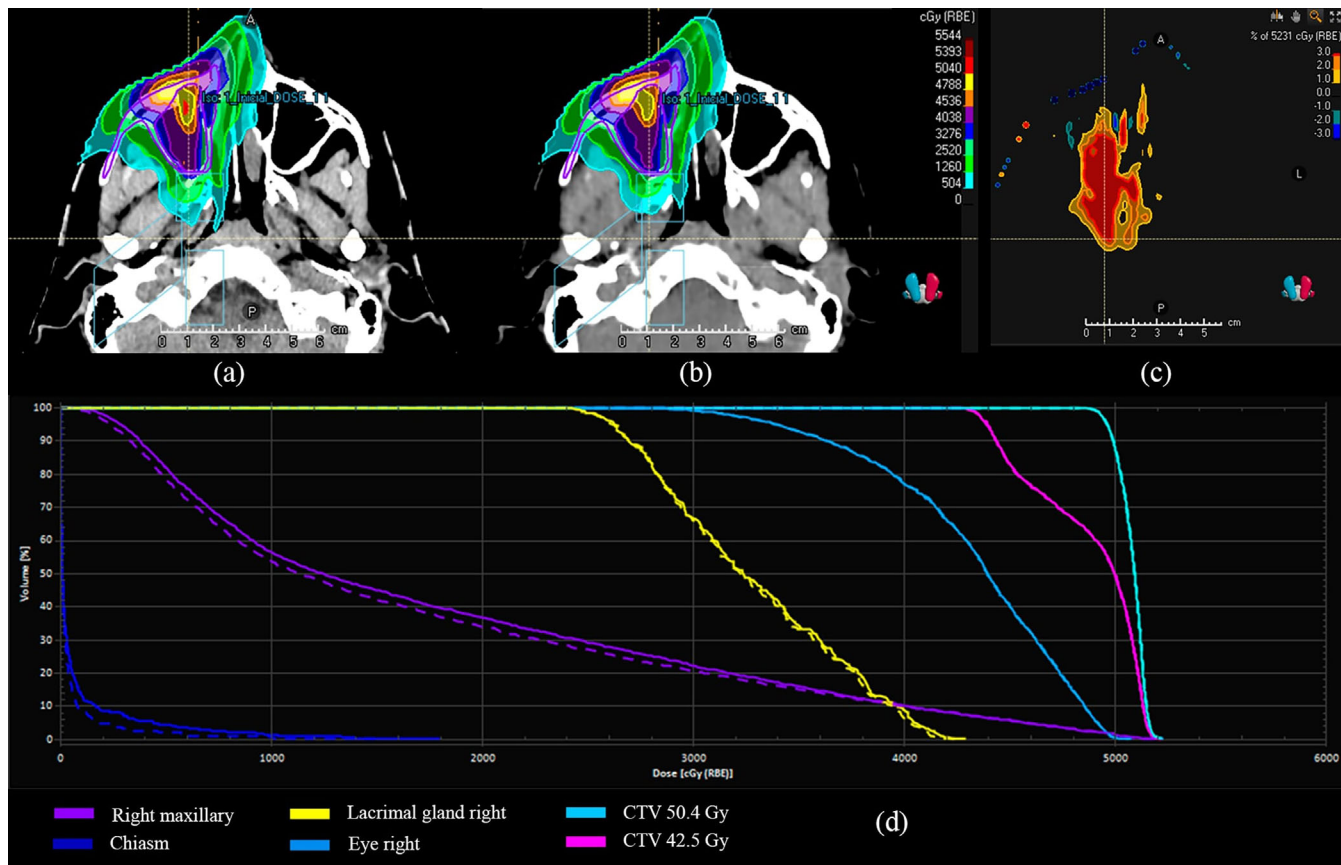 A
Iso: 1_Inicial_DOSE_11
P
0 1 2 3 4 5 6 cm
(a)
Iso: 1_Inicial_DOSE_11
0 1 2 3 4 5 6 cm
(b)
cGy (RBE)
5544
5393
5040
4788
4536
4038
3276
2520
1260
504
0
% of 5231 cGy (RBE)
3.0
2.0
1.0
0.0
-1.0
-2.0
-3.0
A
L
P
0 1 2 3 4 5 cm
(c)
Volume [%]
100
90
80
70
60
50
40
30
20
10
0
0 1000 2000 3000 4000 5000 6000
Dose [cGy (RBE)]
Right maxillary
Chiasm
Lacrimal gland right
Eye right
CTV 50.4 Gy
CTV 42.5 Gy
(d)